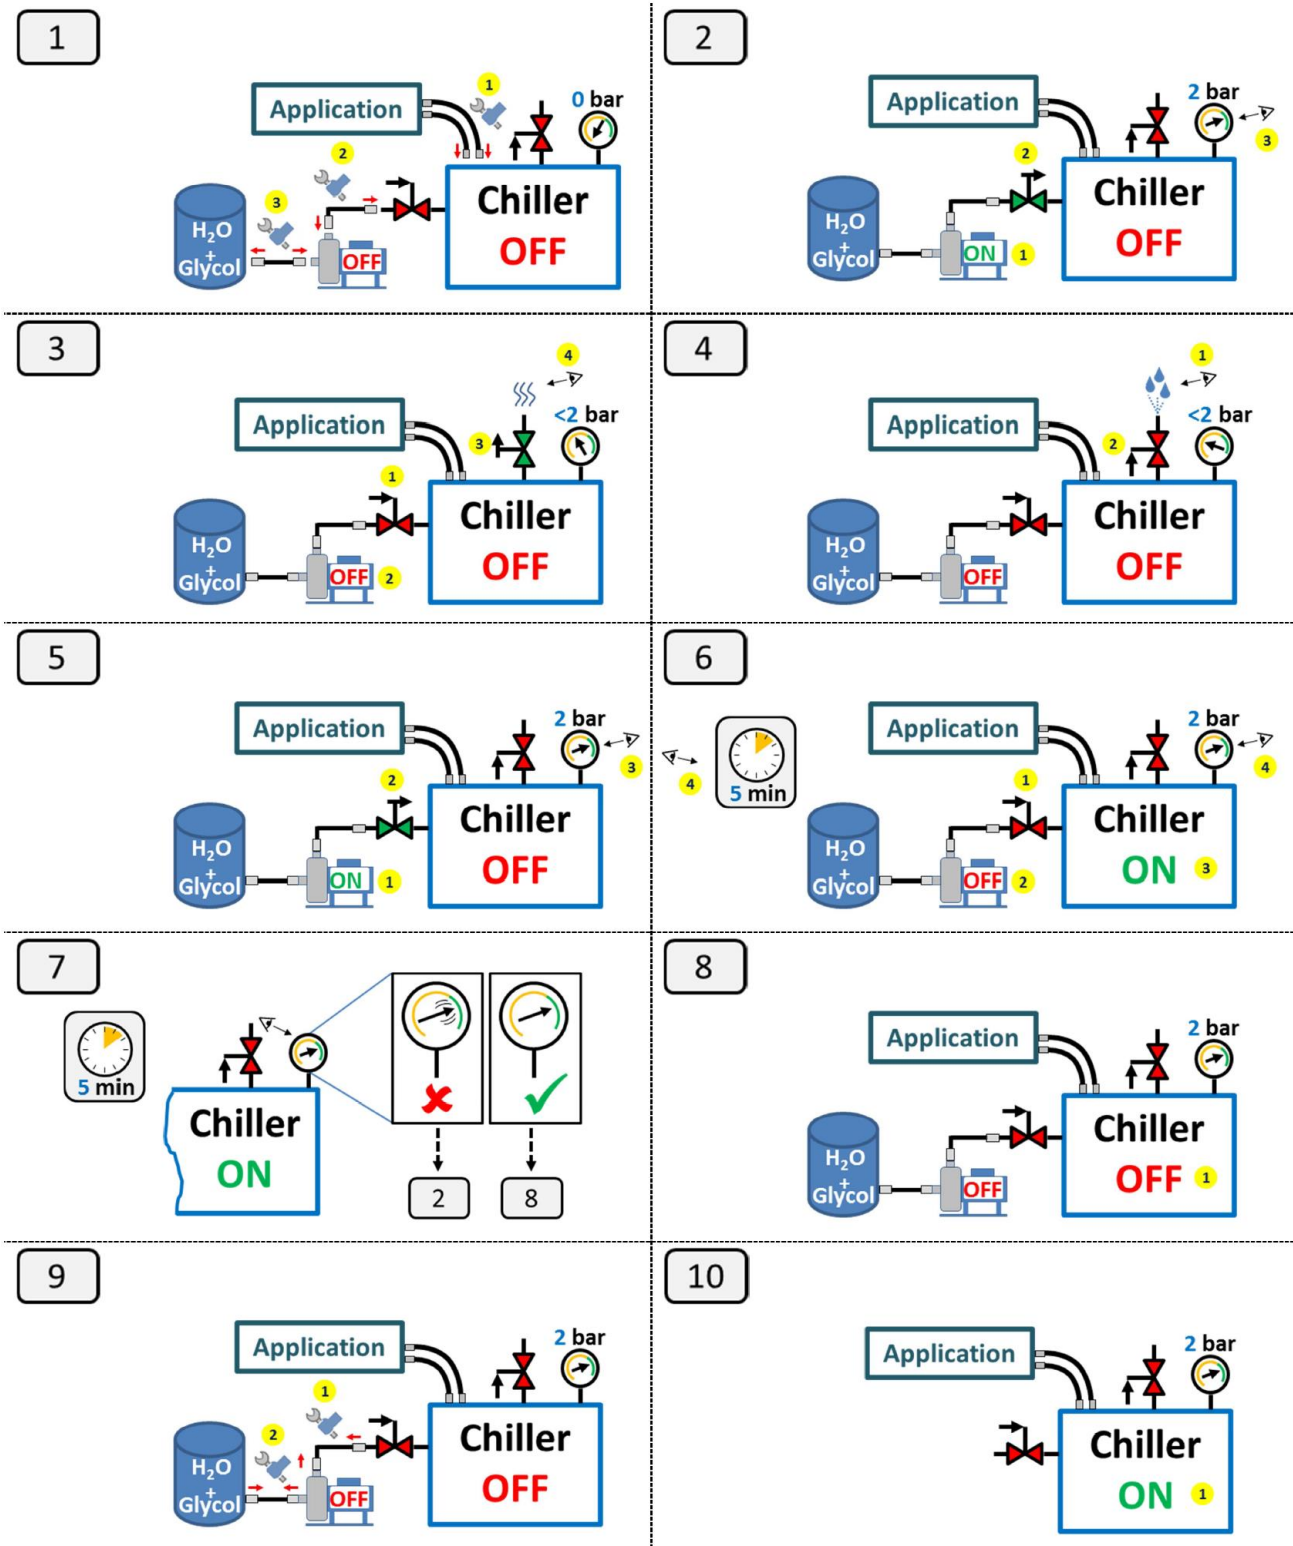 1
1
Application
0 bar
2
3
H2O
+
Glycol
OFF
Chiller
OFF
2
Application
2 bar
3
2
H2O
+
Glycol
ON
1
Chiller
OFF
3
4
Application
<2 bar
3
1
H2O
+
Glycol
OFF
2
Chiller
OFF
4
1
Application
<2 bar
2
H2O
+
Glycol
OFF
Chiller
OFF
5
Application
2 bar
3
2
H2O
+
Glycol
ON
1
Chiller
OFF
6
4
5 min
Application
2 bar
4
1
H2O
+
Glycol
OFF
2
Chiller
ON
3
7
5 min
Chiller
ON
2
8
8
Application
2 bar
H2O
+
Glycol
OFF
Chiller
OFF
1
9
Application
2 bar
1
2
H2O
+
Glycol
OFF
Chiller
OFF
10
Application
2 bar
Chiller
ON
1